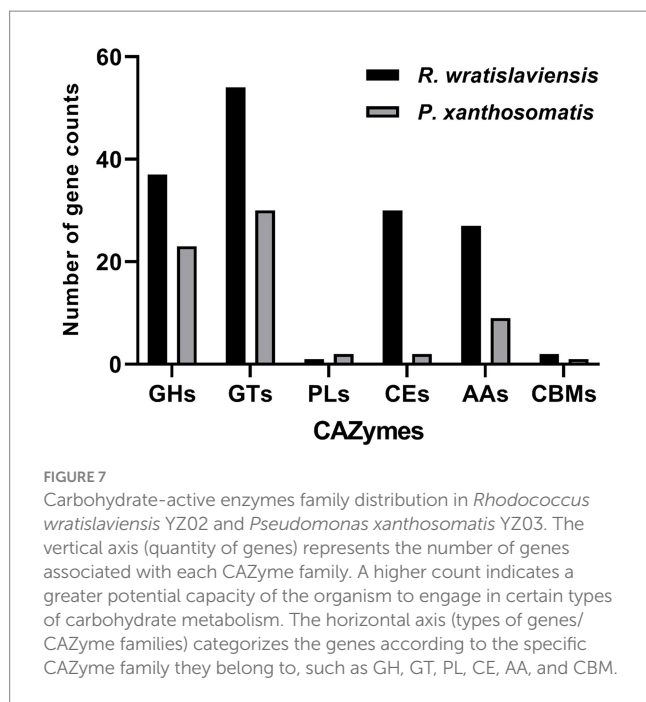 60
40
20
0
Number of gene counts
R. wratislaviensis
P. xanthosomatis
GHs GTs PLs CEs AAs CBMs
CAZymes
FIGURE 7
Carbohydrate-active enzymes family distribution in Rhodococcus
wratislaviensis YZ02 and Pseudomonas xanthosomatis YZ03. The
vertical axis (quantity of genes) represents the number of genes
associated with each CAZyme family. A higher count indicates a
greater potential capacity of the organism to engage in certain types
of carbohydrate metabolism. The horizontal axis (types of genes/
CAZyme families) categorizes the genes according to the specific
CAZyme family they belong to, such as GH, GT, PL, CE, AA, and CBM.